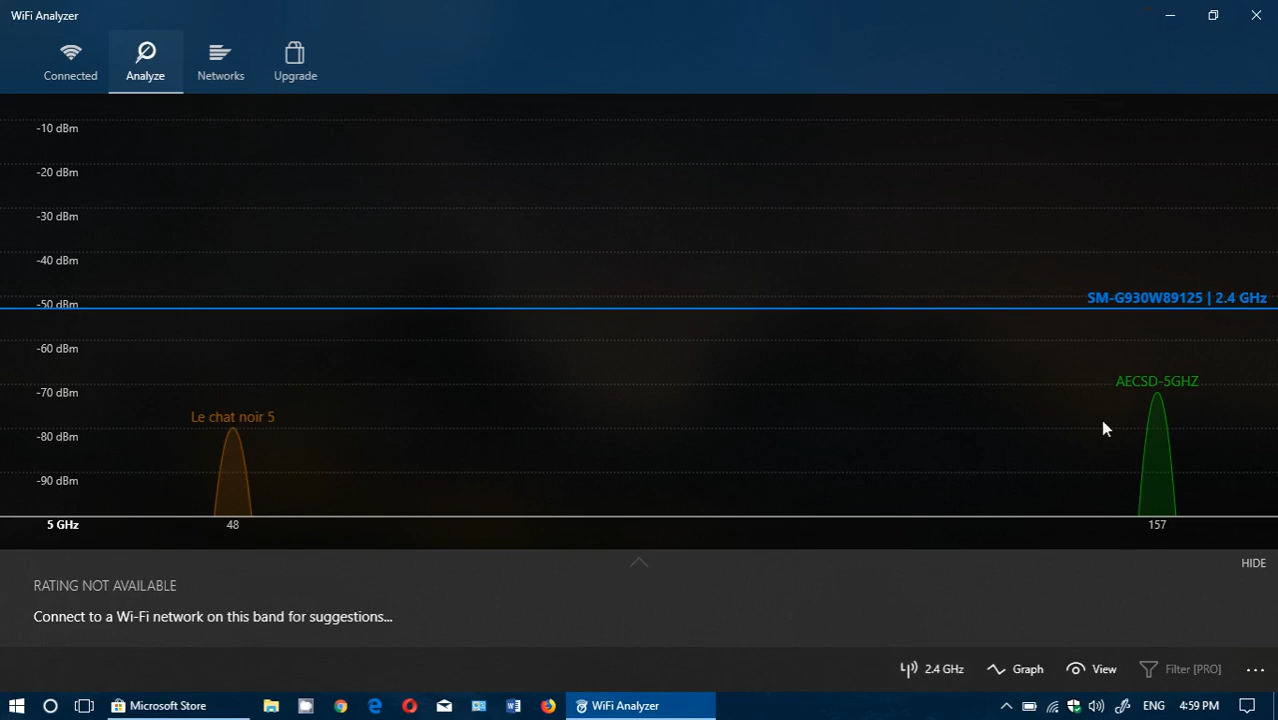 WiFi Analyzer
Connected
Analyze
Networks
Upgrade
-10 dBm
-20 dBm
-30 dBm
-40 dBm
-50 dBm
SM-G930W89125 | 2.4 GHz
-60 dBm
-70 dBm
AECSD-5GHZ
Le chat noir 5
-80 dBm
-90 dBm
5 GHz
48
157
HIDE
RATING NOT AVAILABLE
Connect to a Wi-Fi network on this band for suggestions...
2.4 GHz
Graph
View
Filter [PRO]
Microsoft Store
WiFi Analyzer
ENG
4:59 PM